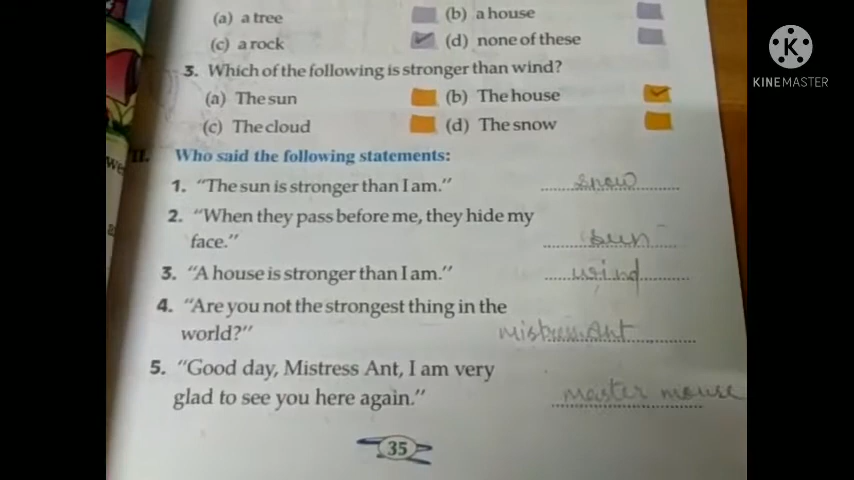 (a) a tree (b) a house
(c) a rock ✓ (d) none of these
3. Which of the following is stronger than wind?
(a) The sun (b) The house ✓
(c) The cloud (d) The snow
II. Who said the following statements:
1. "The sun is stronger than I am." snow
2. "When they pass before me, they hide my
face." sun
3. "A house is stronger than I am." wind
4. "Are you not the strongest thing in the
world?" mistress Ant
5. "Good day, Mistress Ant, I am very
glad to see you here again." master mouse
35
K
KINEMASTER